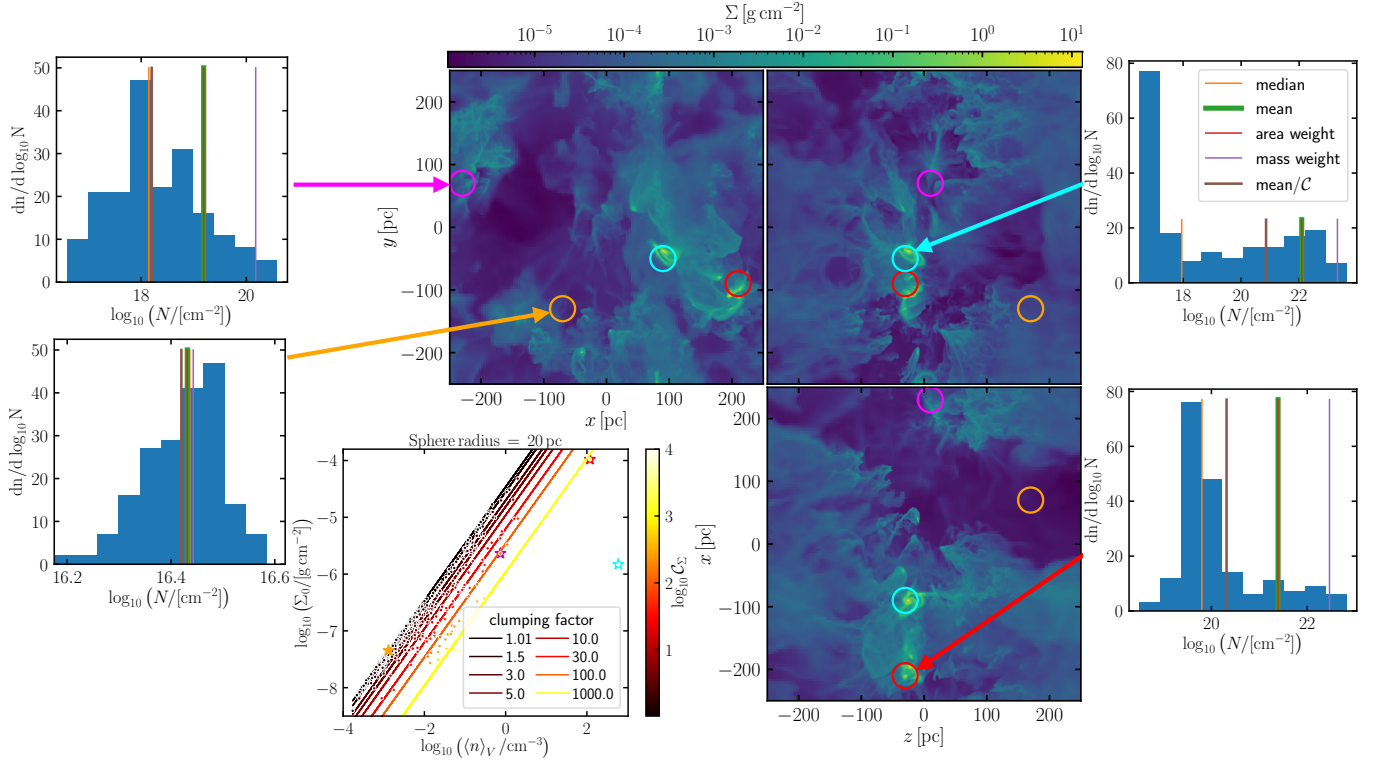 Σ [g cm⁻²]
10⁻⁵ 10⁻⁴ 10⁻³ 10⁻² 10⁻¹ 10⁰ 10¹
50
40
30
20
10
0
dn/d log₁₀ N
18 20
log₁₀ (N/[cm⁻²])
200
100
0
−100
−200
y [pc]
−200 −100 0 100 200
x [pc]
80
60
40
20
0
dn/d log₁₀ N
18 20 22
log₁₀ (N/[cm⁻²])
median
mean
area weight
mass weight
mean/𝒞
50
40
30
20
10
0
dn/d log₁₀ N
16.2 16.4 16.6
log₁₀ (N/[cm⁻²])
Sphere radius = 20 pc
−4
−5
−6
−7
−8
log₁₀ (Σ₀/[g cm⁻²])
−4 −2 0 2
log₁₀ (⟨n⟩_V /cm⁻³)
clumping factor
1.01 10.0
1.5 30.0
3.0 100.0
5.0 1000.0
4
3
2
1
log₁₀ 𝒞_Σ
200
100
0
−100
−200
x [pc]
−200 −100 0 100 200
z [pc]
80
60
40
20
0
dn/d log₁₀ N
20 22
log₁₀ (N/[cm⁻²])